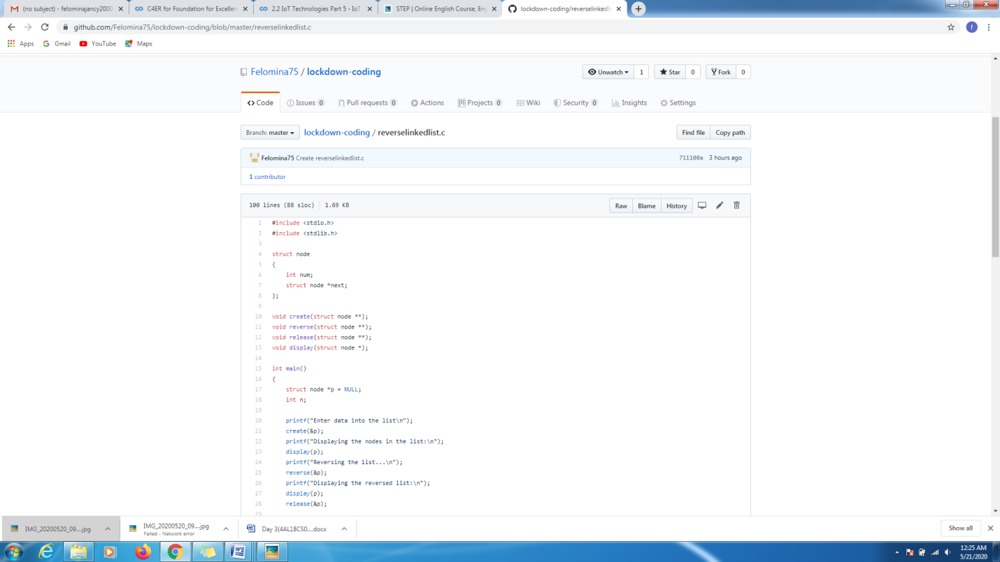 (no subject) - felominajancy2000
C4ER for Foundation for Excellen
2.2 IoT Technologies Part 5 - IoT
STEP | Online English Course, Eng
lockdown-coding/reverselinkedli
github.com/Felomina75/lockdown-coding/blob/master/reverselinkedlist.c
f
Apps Gmail YouTube Maps
Felomina75 / lockdown-coding
Unwatch 1 Star 0 Fork 0
Code Issues 0 Pull requests 0 Actions Projects 0 Wiki Security 0 Insights Settings
Branch: master lockdown-coding / reverselinkedlist.c Find file Copy path
Felomina75 Create reverselinkedlist.c 711100a 3 hours ago
1 contributor
100 lines (88 sloc) 1.69 KB Raw Blame History
1 #include <stdio.h>
2 #include <stdlib.h>
3
4 struct node
5 {
6 int num;
7 struct node *next;
8 };
9
10 void create(struct node **);
11 void reverse(struct node **);
12 void release(struct node **);
13 void display(struct node *);
14
15 int main()
16 {
17 struct node *p = NULL;
18 int n;
19
20 printf("Enter data into the list\n");
21 create(&p);
22 printf("Displaying the nodes in the list:\n");
23 display(p);
24 printf("Reversing the list...\n");
25 reverse(&p);
26 printf("Displaying the reversed list:\n");
27 display(p);
28 release(&p);
29
IMG_20200520_09....jpg
IMG_20200520_09....jpg
Failed - Network error
Day 3(4AL18CS0....docx
Show all
12:25 AM
5/21/2020